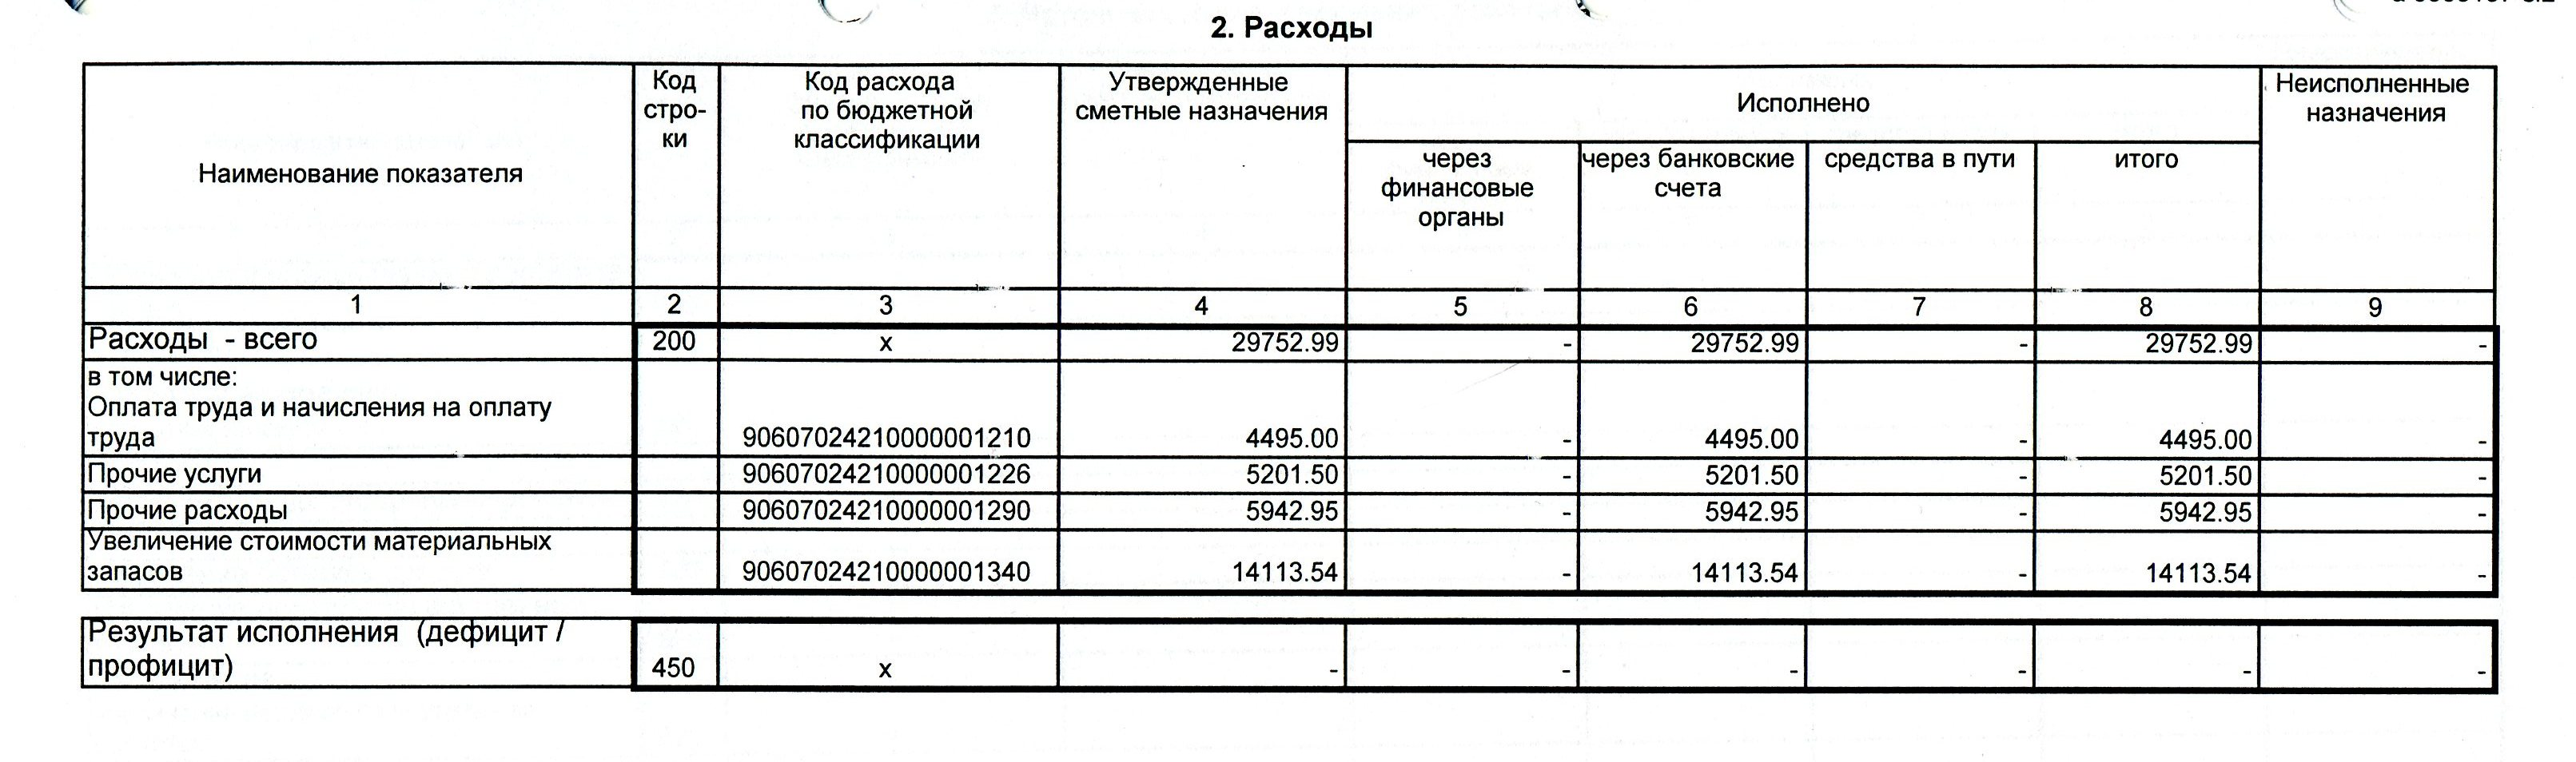 2. Расходы
Наименование показателя
Код
стро-
ки
Код расхода
по бюджетной
классификации
Утвержденные
сметные назначения
Исполнено
Неисполненные
назначения
через
финансовые
органы
через банковские
счета
средства в пути
итого
1 2 3 4 5 6 7 8 9
Расходы - всего 200 х 29752.99 - 29752.99 - 29752.99 -
в том числе:
Оплата труда и начисления на оплату
труда 90607024210000001210 4495.00 - 4495.00 - 4495.00 -
Прочие услуги 90607024210000001226 5201.50 - 5201.50 - 5201.50 -
Прочие расходы 90607024210000001290 5942.95 - 5942.95 - 5942.95 -
Увеличение стоимости материальных
запасов 90607024210000001340 14113.54 - 14113.54 - 14113.54 -
Результат исполнения (дефицит /
профицит) 450 х - - - - - -